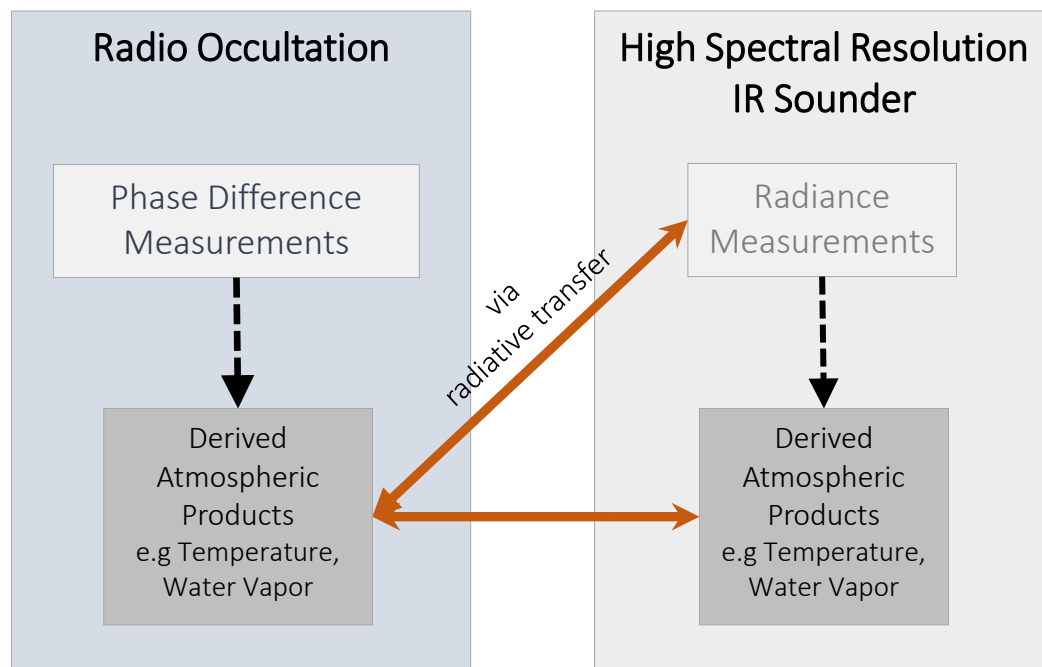 Radio Occultation
Phase Difference
Measurements
Derived
Atmospheric
Products
e.g Temperature,
Water Vapor
via
radiative transfer
High Spectral Resolution
IR Sounder
Radiance
Measurements
Derived
Atmospheric
Products
e.g Temperature,
Water Vapor